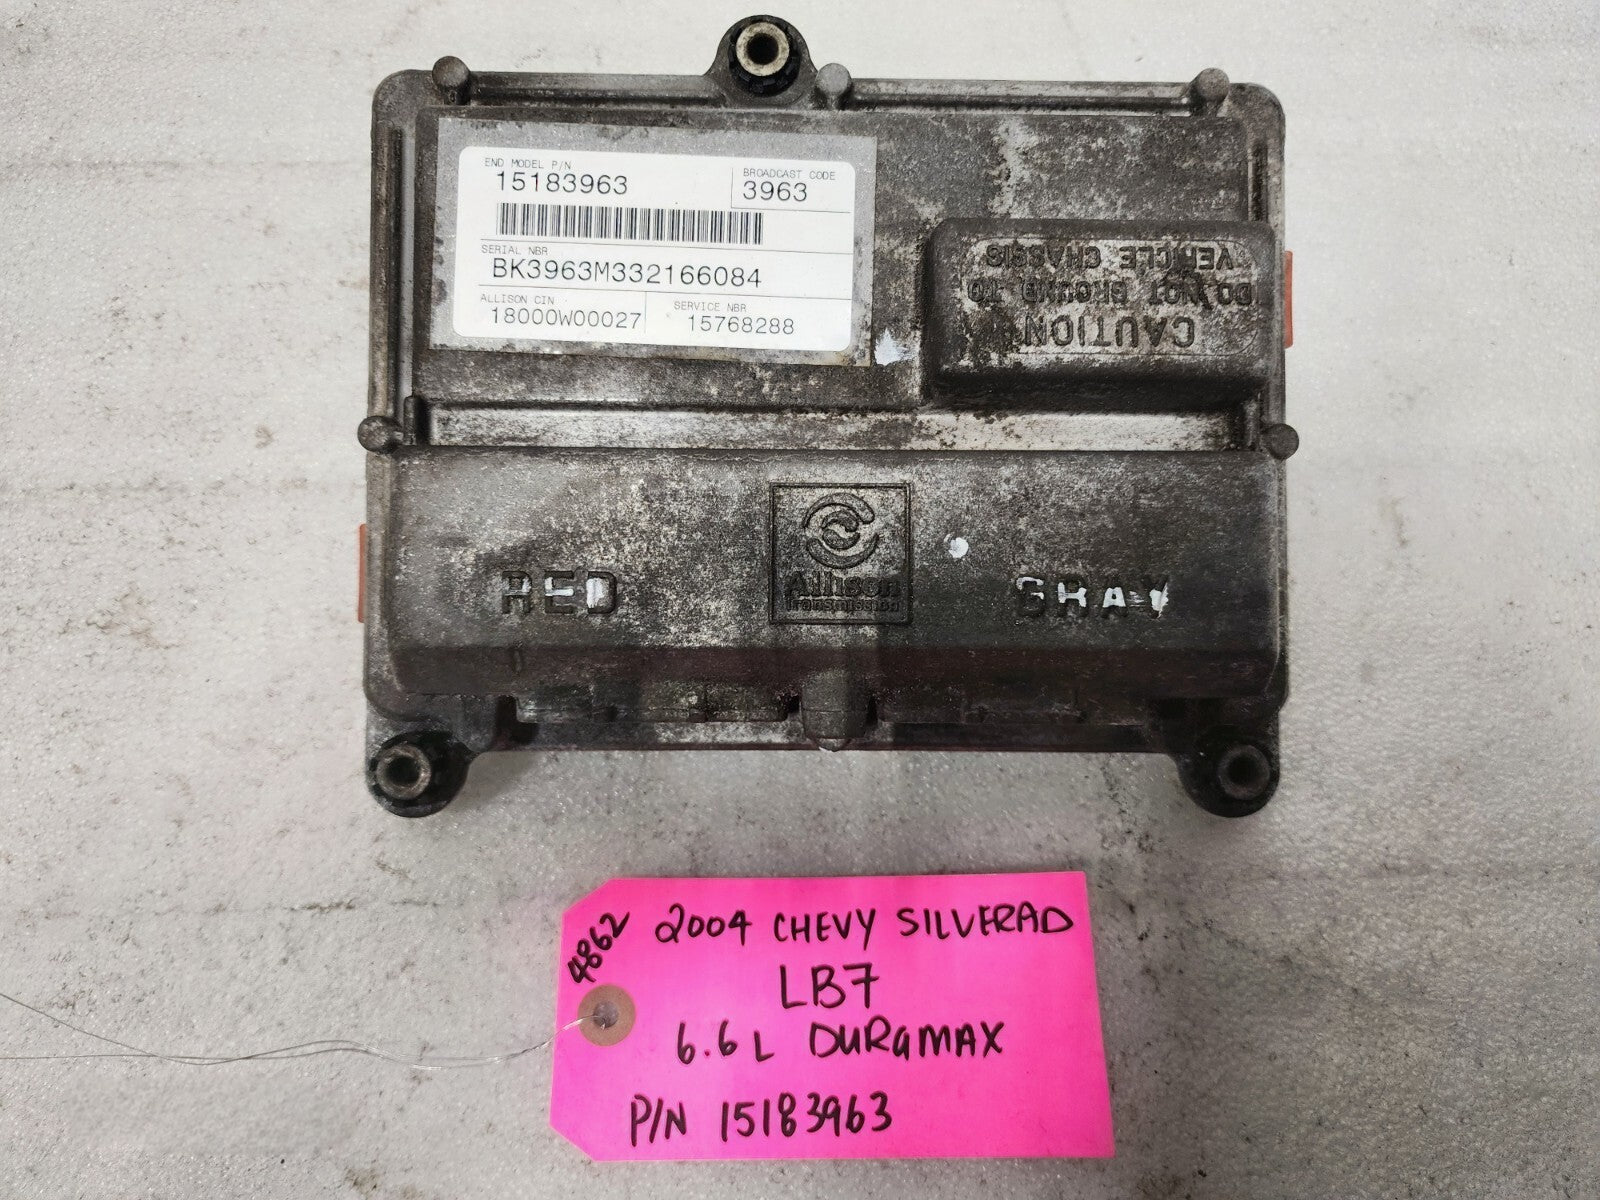 END MODEL P/N
15183963
BROADCAST CODE
3963
SERIAL NBR
BK3963M332166084
ALLISON CIN
18000W00027
SERVICE NBR
15768288
CAUTION
DO NOT GROUND TO
VEHICLE CHASSIS
RED
Allison
Transmission
GRAY
4862
2004 CHEVY SILVERAD
LB7
6.6L DURAMAX
P/N 15183963